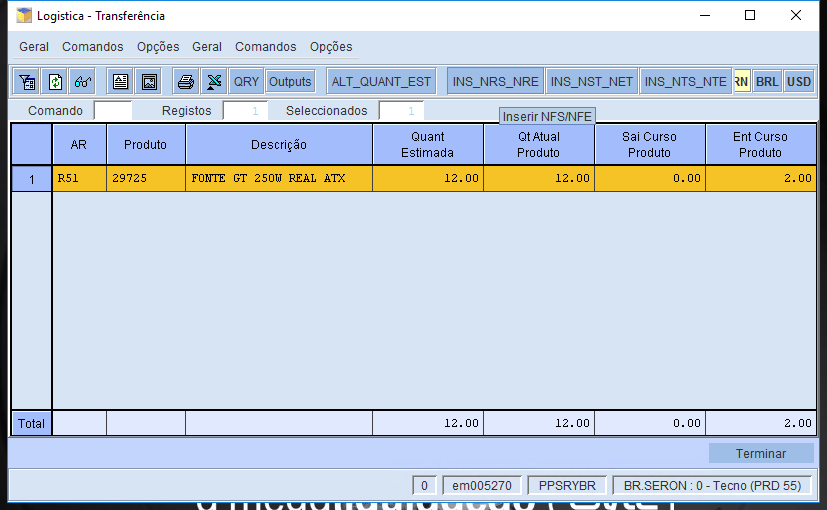 Logistica - Transferência
Geral Comandos Opções Geral Comandos Opções
QRY Outputs ALT_QUANT_EST INS_NRS_NRE INS_NST_NET INS_NTS_NTE RN BRL USD
Comando Registos 1 Seleccionados 1
Inserir NFS/NFE
AR Produto Descrição Quant Estimada Qt Atual Produto Sai Curso Produto Ent Curso Produto
1 R51 29725 FONTE GT 250W REAL ATX 12.00 12.00 0.00 2.00
Total 12.00 12.00 0.00 2.00
Terminar
0 em005270 PPSRYBR BR.SERON : 0 - Tecno (PRD 55)